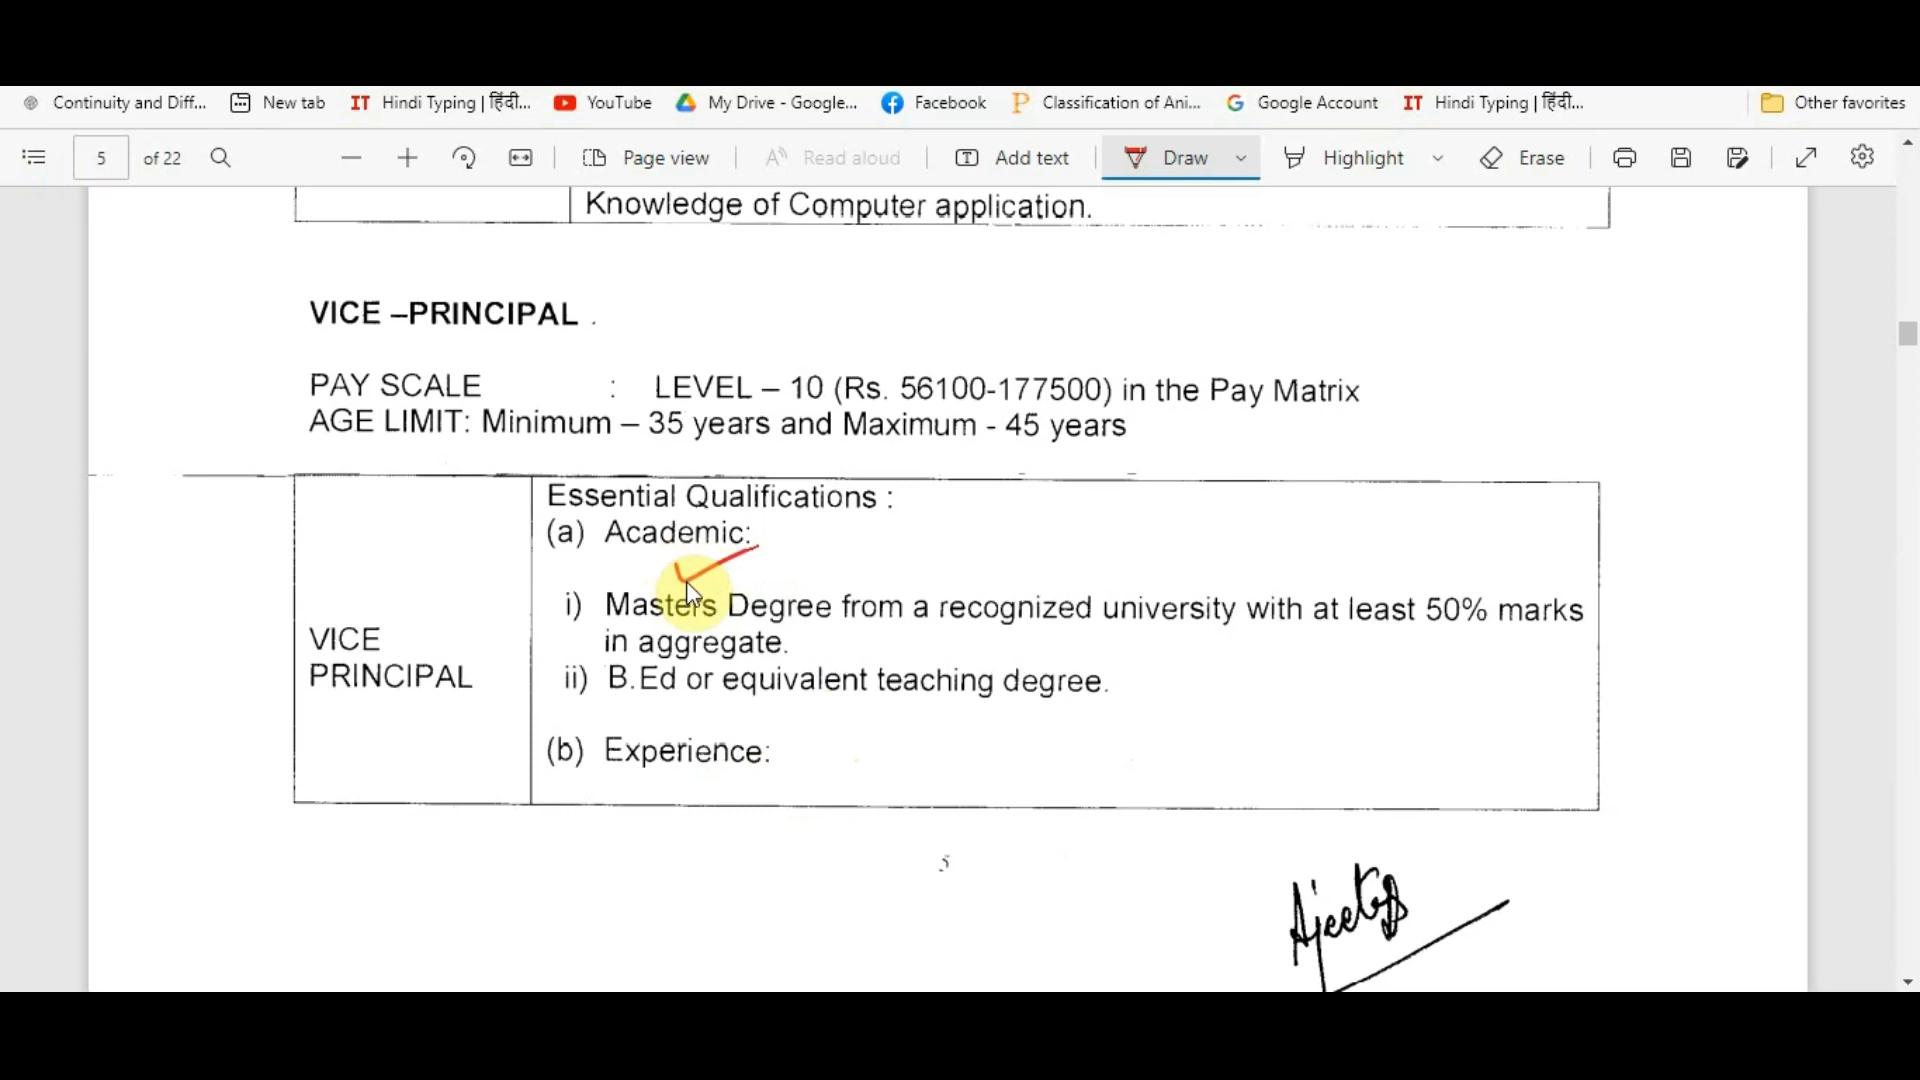 Continuity and Diff... New tab IT Hindi Typing | हिंदी... YouTube My Drive - Google... Facebook Classification of Ani... Google Account IT Hindi Typing | हिंदी... Other favorites
5 of 22 Page view Read aloud Add text Draw Highlight Erase
Knowledge of Computer application.
VICE –PRINCIPAL .
PAY SCALE : LEVEL – 10 (Rs. 56100-177500) in the Pay Matrix
AGE LIMIT: Minimum – 35 years and Maximum - 45 years
VICE
PRINCIPAL
Essential Qualifications :
(a) Academic:
i) Masters Degree from a recognized university with at least 50% marks
in aggregate.
ii) B.Ed or equivalent teaching degree.
(b) Experience:
5